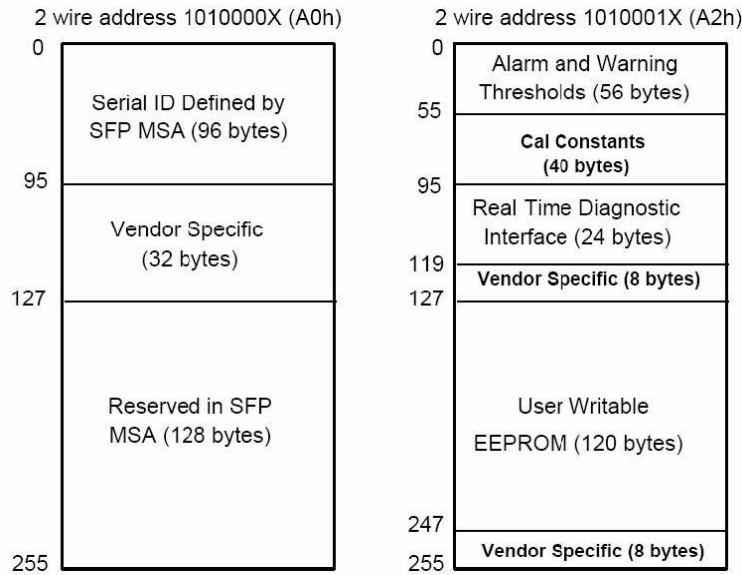 2 wire address 1010000X (A0h)
0
Serial ID Defined by
SFP MSA (96 bytes)
95
Vendor Specific
(32 bytes)
127
Reserved in SFP
MSA (128 bytes)
255
2 wire address 1010001X (A2h)
0
Alarm and Warning
Thresholds (56 bytes)
55
Cal Constants
(40 bytes)
95
Real Time Diagnostic
Interface (24 bytes)
119
Vendor Specific (8 bytes)
127
User Writable
EEPROM (120 bytes)
247
Vendor Specific (8 bytes)
255